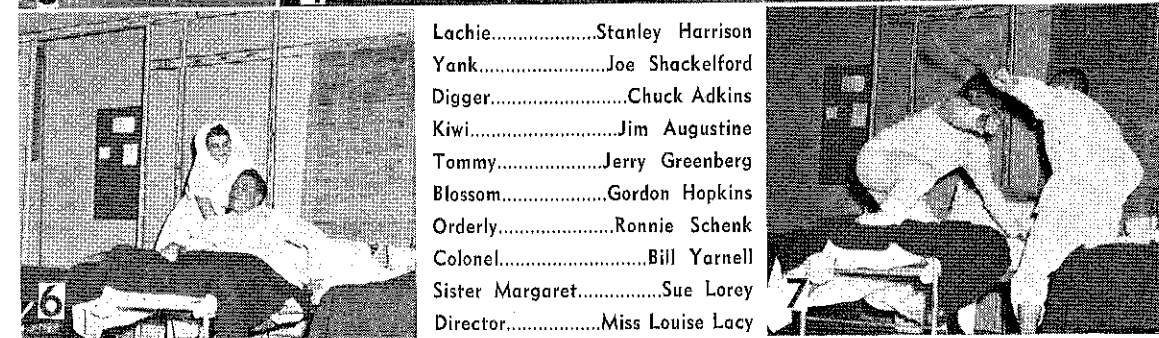 Lachie....................Stanley Harrison
Yank.......................Joe Shackelford
Digger.........................Chuck Adkins
Kiwi...........................Jim Augustine
Tommy....................Jerry Greenberg
Blossom...................Gordon Hopkins
Orderly.....................Ronnie Schenk
Colonel...........................Bill Yarnell
Sister Margaret...............Sue Lorey
Director.................Miss Louise Lacy
6
7